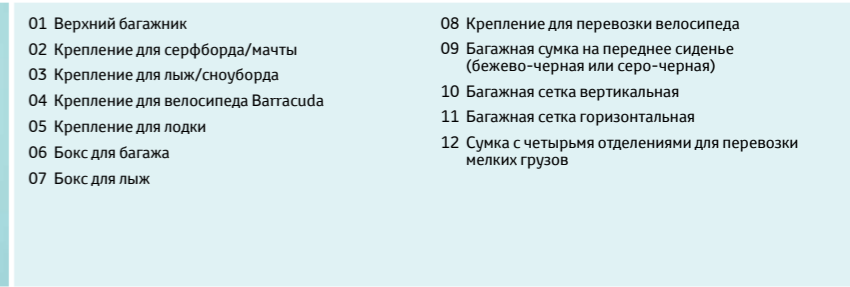 01 Верхний багажник
02 Крепление для серфборда/мачты
03 Крепление для лыж/сноуборда
04 Крепление для велосипеда Barracuda
05 Крепление для лодки
06 Бокс для багажа
07 Бокс для лыж
08 Крепление для перевозки велосипеда
09 Багажная сумка на переднее сиденье
(бежево-черная или серо-черная)
10 Багажная сетка вертикальная
11 Багажная сетка горизонтальная
12 Сумка с четырьмя отделениями для перевозки
мелких грузов